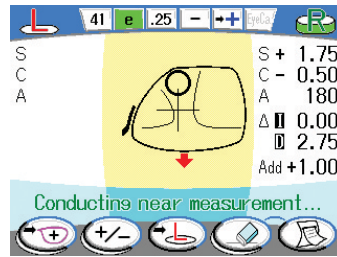 L 41 e .25 − + EyeCa. R
S S + 1.75
C C − 0.50
A A 180
Δ I 0.00
D 2.75
Add +1.00
Conducting near measurement...
+ +/− L R